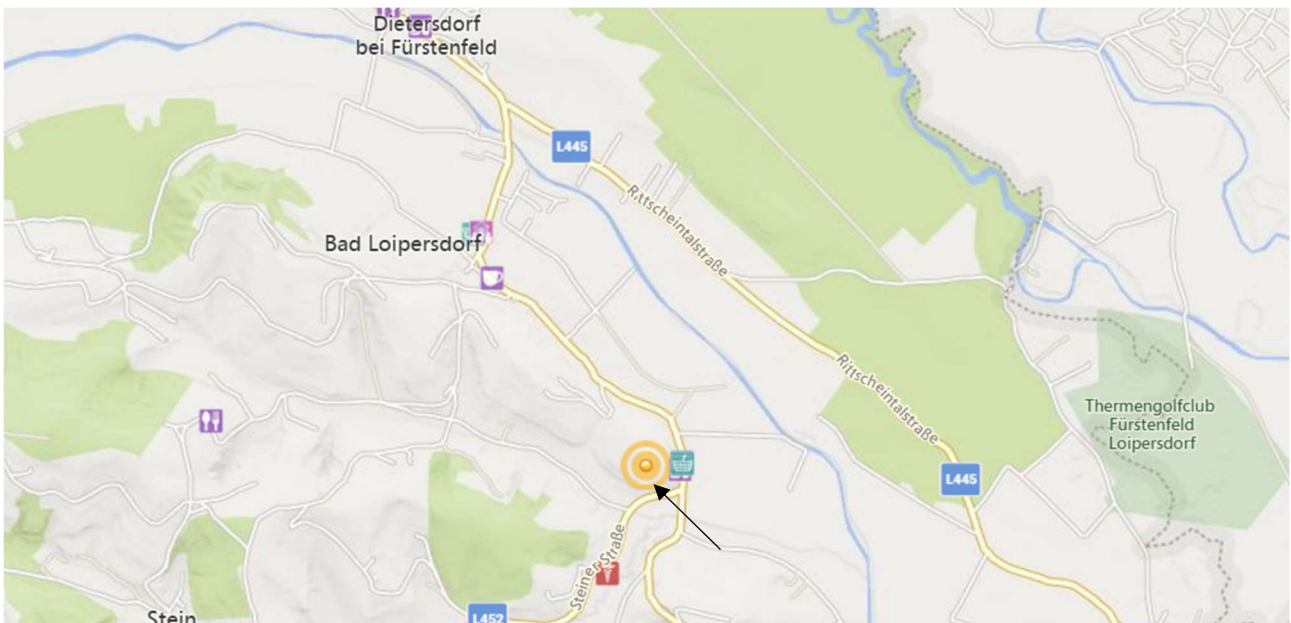 Dietersdorf
bei Fürstenfeld
L445
Rittscheintalstraße
Bad Loipersdorf
Rittscheintalstraße
Thermengolfclub
Fürstenfeld
Loipersdorf
L445
Steiner Straße
Stein
L452